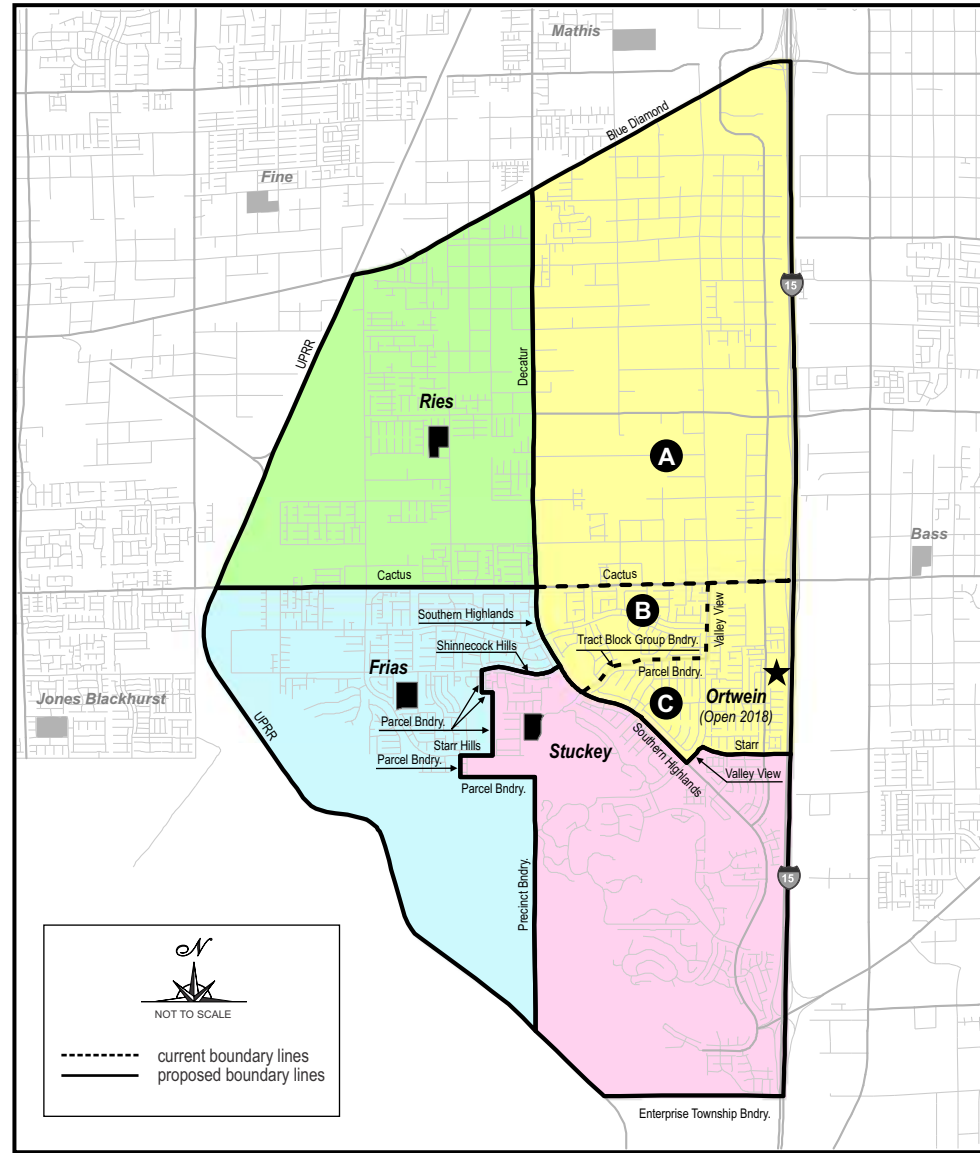 Mathis
Blue Diamond
Fine
15
UPRR
Decatur
Ries
A
Bass
Cactus
Cactus
Southern Highlands
B
Valley View
Shinnecock Hills
Tract Block Group Bndry.
Frias
Parcel Bndry.
Jones Blackhurst
C
Ortwein
(Open 2018)
UPRR
Parcel Bndry.
Starr Hills
Stuckey
Southern Highlands
Starr
Parcel Bndry.
Valley View
Parcel Bndry.
Precinct Bndry.
15
N
NOT TO SCALE
current boundary lines
proposed boundary lines
Enterprise Township Bndry.